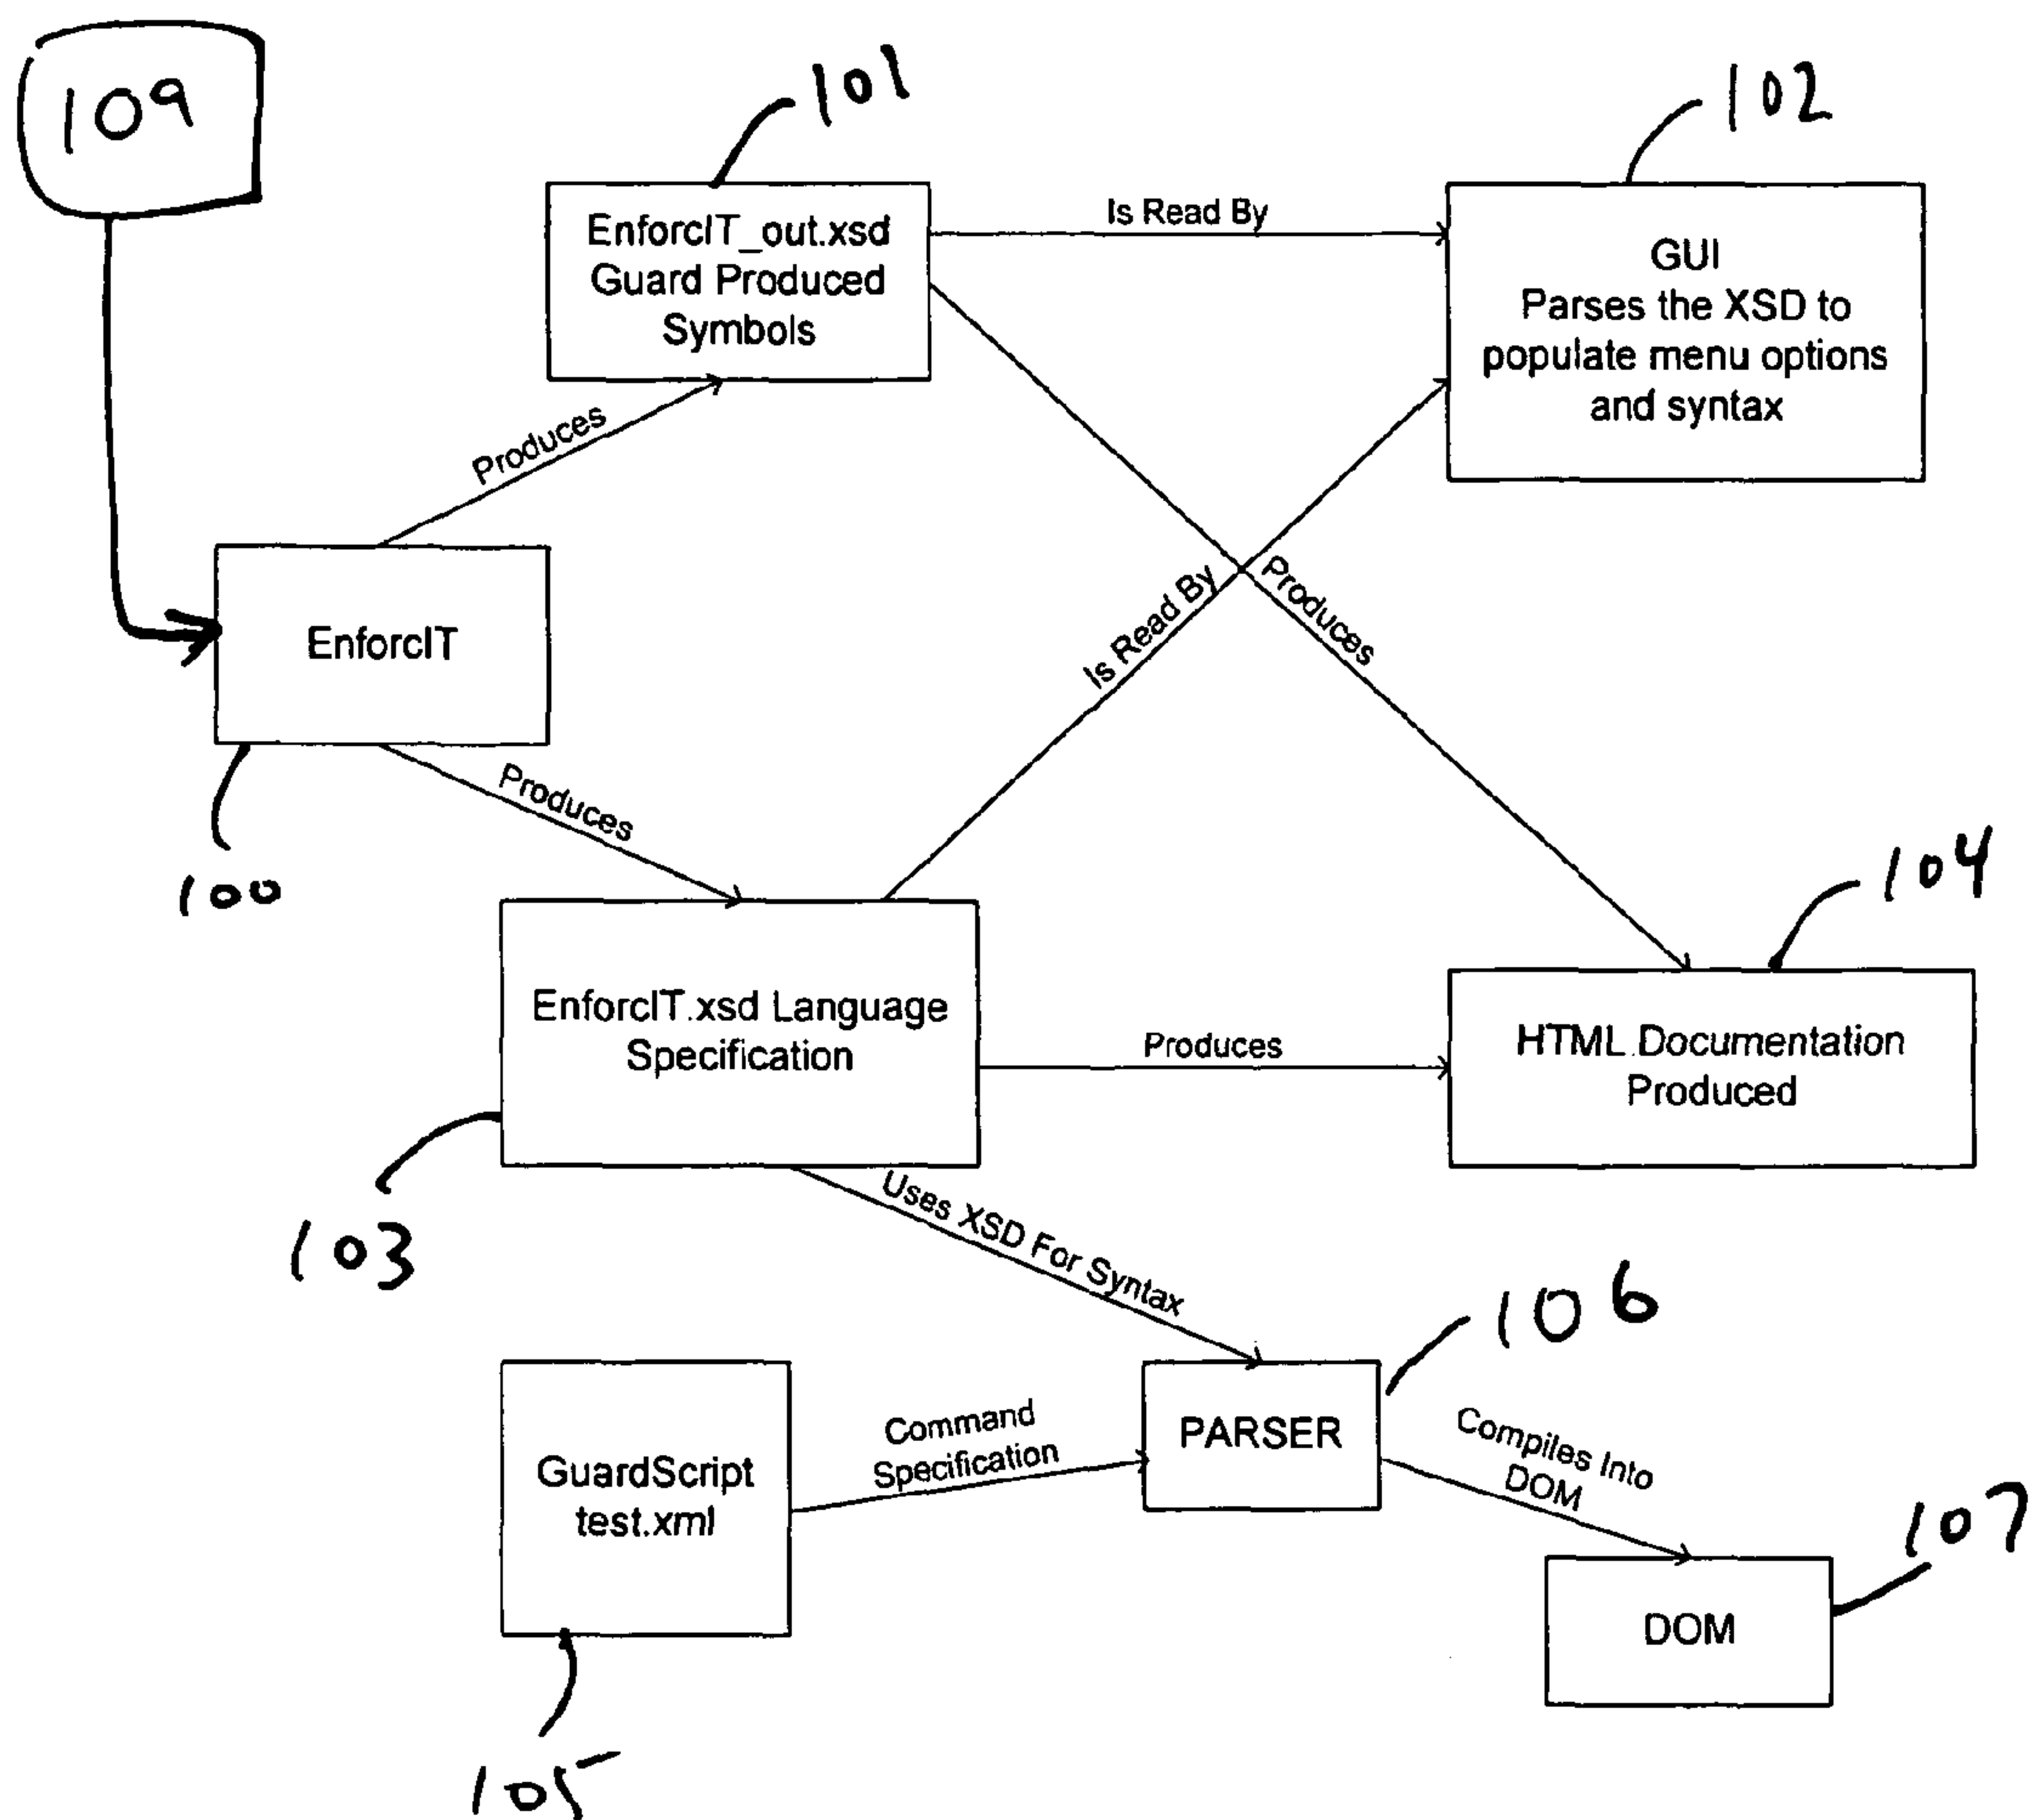 109
101
102
EnforcIT_out.xsd
Guard Produced
Symbols
Is Read By
GUI
Parses the XSD to
populate menu options
and syntax
Produces
Is Read By
Produces
EnforcIT
100
Produces
104
EnforcIT.xsd Language
Specification
Produces
HTML Documentation
Produced
103
Uses XSD For Syntax
106
GuardScript
test.xml
Command
Specification
PARSER
Compiles Into
DOM
107
DOM
105